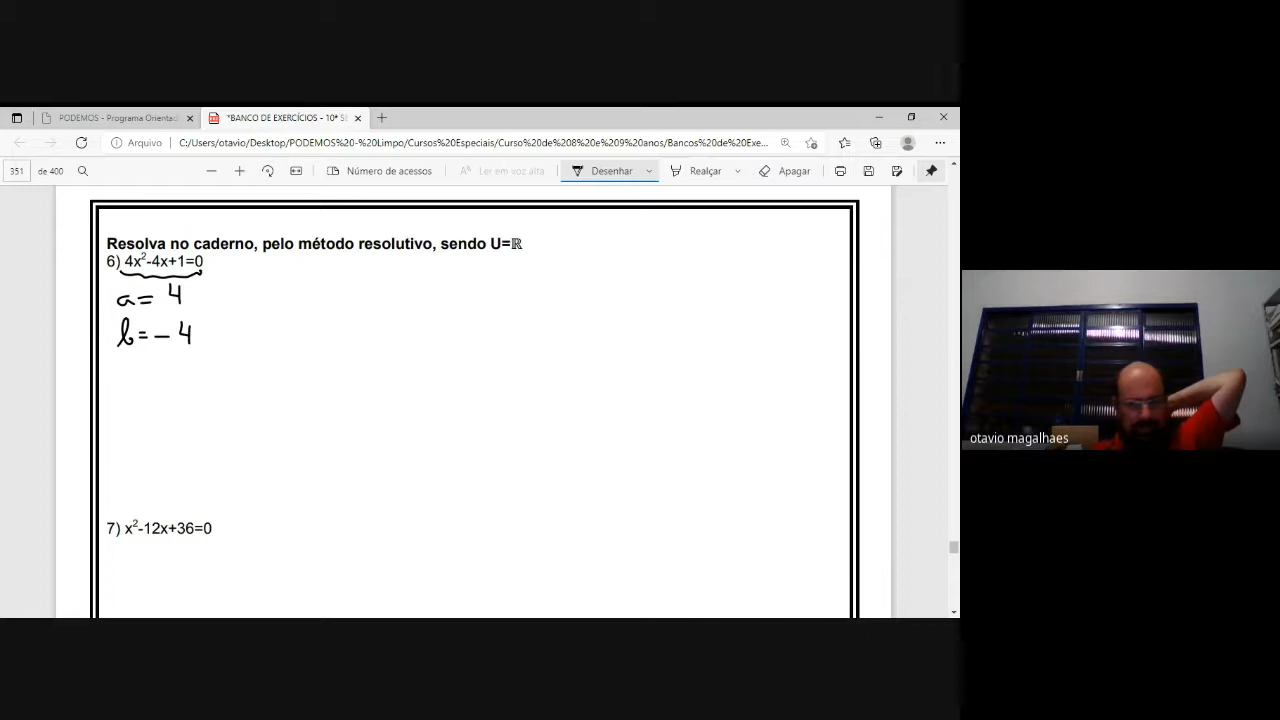 PODEMOS - Programa Orientad
*BANCO DE EXERCÍCIOS - 10ª SE
Arquivo C:/Users/otavio/Desktop/PODEMOS%20-%20Limpo/Cursos%20Especiais/Curso%20de%208%20e%209%20anos/Bancos%20de%20Exe...
351 de 400 Número de acessos Ler em voz alta Desenhar Realçar Apagar
Resolva no caderno, pelo método resolutivo, sendo U=ℝ
6) 4x²-4x+1=0
a= 4
b=-4
7) x²-12x+36=0
otavio magalhaes